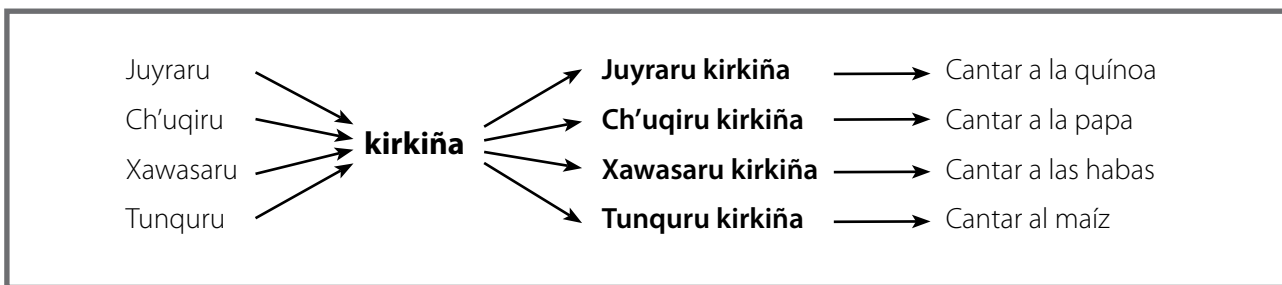 Juyraru
Ch’uqiru
Xawasaru
Tunquru
kirkiña
Juyraru kirkiña Cantar a la quínoa
Ch’uqiru kirkiña Cantar a la papa
Xawasaru kirkiña Cantar a las habas
Tunquru kirkiña Cantar al maíz